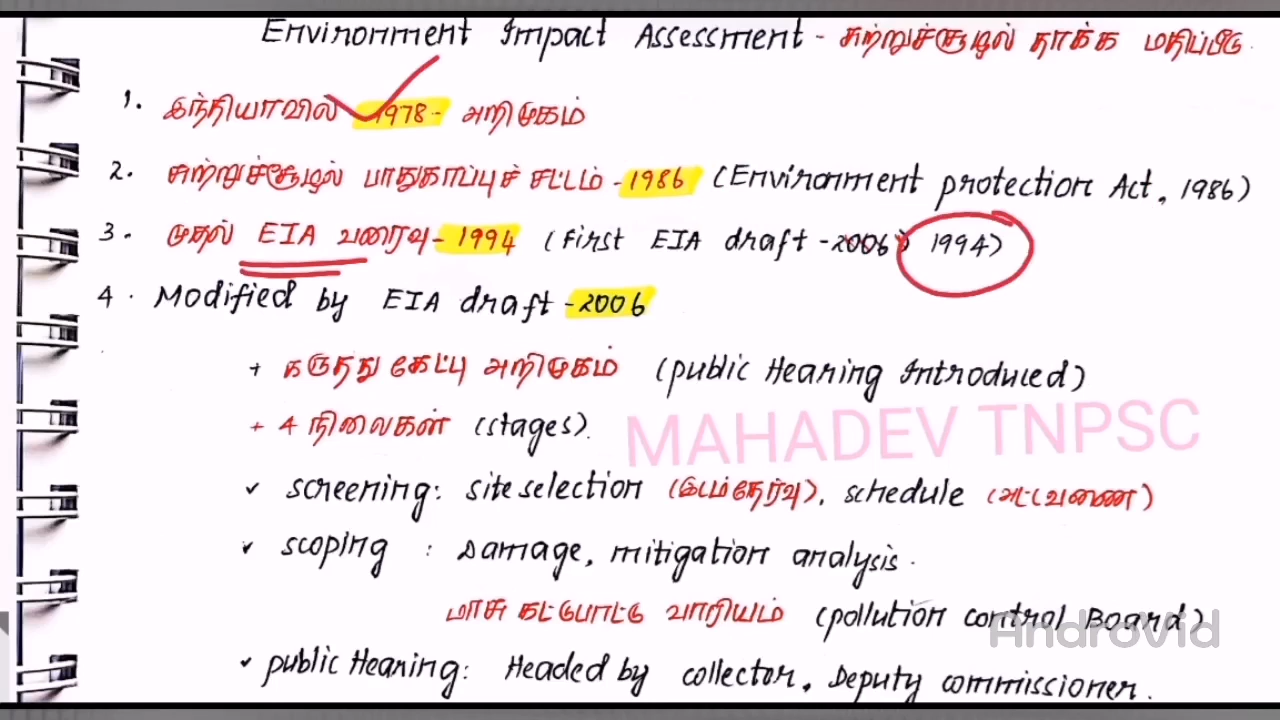 Environment Impact Assessment - சுற்றுச்சூழல் தாக்க மதிப்பீடு
1. இந்தியாவில் 1978 - அறிமுகம்
2. சுற்றுச்சூழல் பாதுகாப்புச் சட்டம் - 1986 (Environment protection Act, 1986)
3. முதல் EIA வரைவு - 1994 (First EIA draft - 2006) 1994)
4. Modified by EIA draft - 2006
+ கருத்து கேட்பு அறிமுகம் (public Hearing Introduced)
+ 4 நிலைகள் (stages).
MAHADEV TNPSC
✓ screening: site selection (இடம்தேர்வு), schedule (அட்டவணை)
✓ scoping : Damage, mitigation analysis.
மாசு கட்டுபாட்டு வாரியம் (pollution control Board)
AndroVid
✓ public Hearing: Headed by collector, Deputy commissioner.